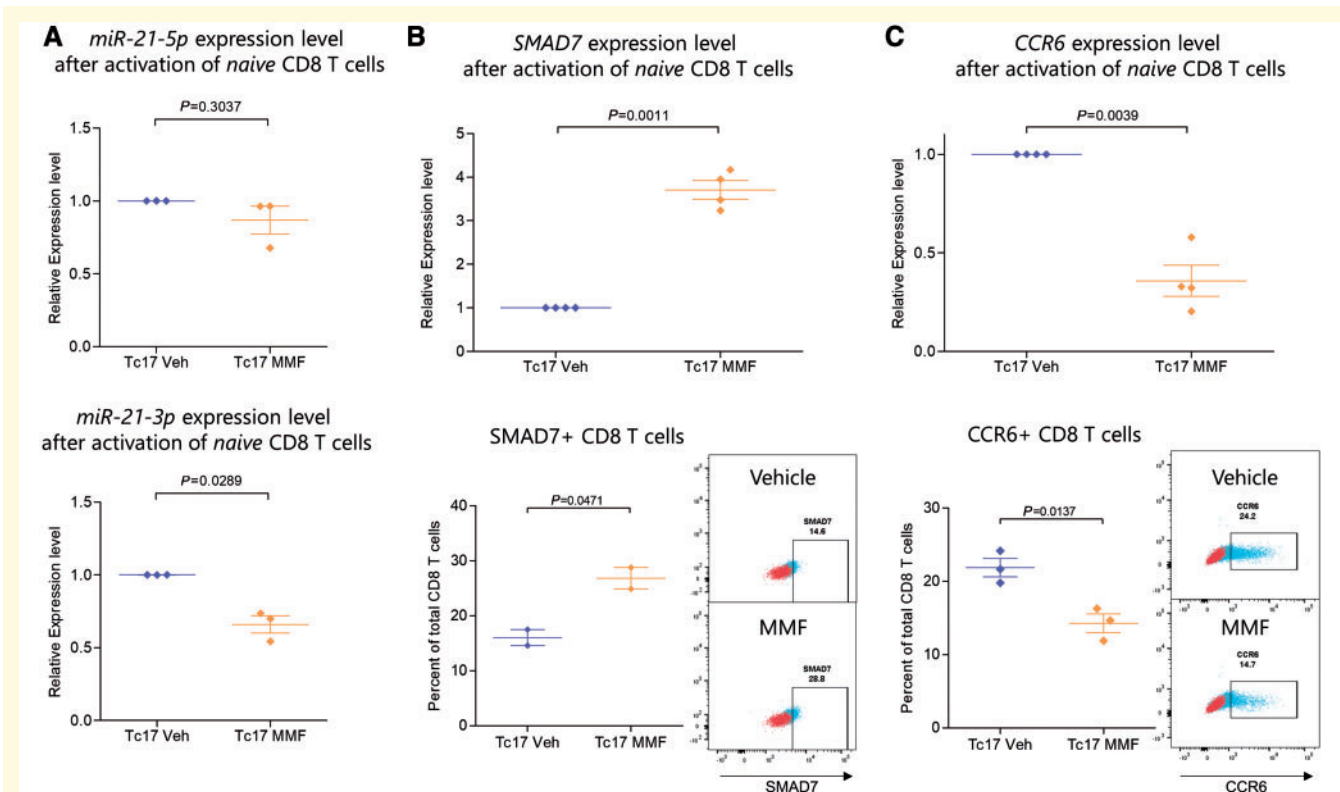 A
miR-21-5p expression level
after activation of naive CD8 T cells
P=0.3037
1.5
1.0
0.5
0.0
Relative Expression level
Tc17 Veh
Tc17 MMF
miR-21-3p expression level
after activation of naive CD8 T cells
P=0.0289
1.5
1.0
0.5
0.0
Relative Expression level
Tc17 Veh
Tc17 MMF
B
SMAD7 expression level
after activation of naive CD8 T cells
P=0.0011
5
4
3
2
1
0
Relative Expression level
Tc17 Veh
Tc17 MMF
SMAD7+ CD8 T cells
P=0.0471
40
30
20
10
0
Percent of total CD8 T cells
Tc17 Veh
Tc17 MMF
Vehicle
SMAD7
14.6
MMF
SMAD7
28.8
SMAD7
C
CCR6 expression level
after activation of naive CD8 T cells
P=0.0039
1.0
0.5
0.0
Relative Expression level
Tc17 Veh
Tc17 MMF
CCR6+ CD8 T cells
P=0.0137
30
20
10
0
Percent of total CD8 T cells
Tc17 Veh
Tc17 MMF
Vehicle
CCR6
24.2
MMF
CCR6
14.7
CCR6